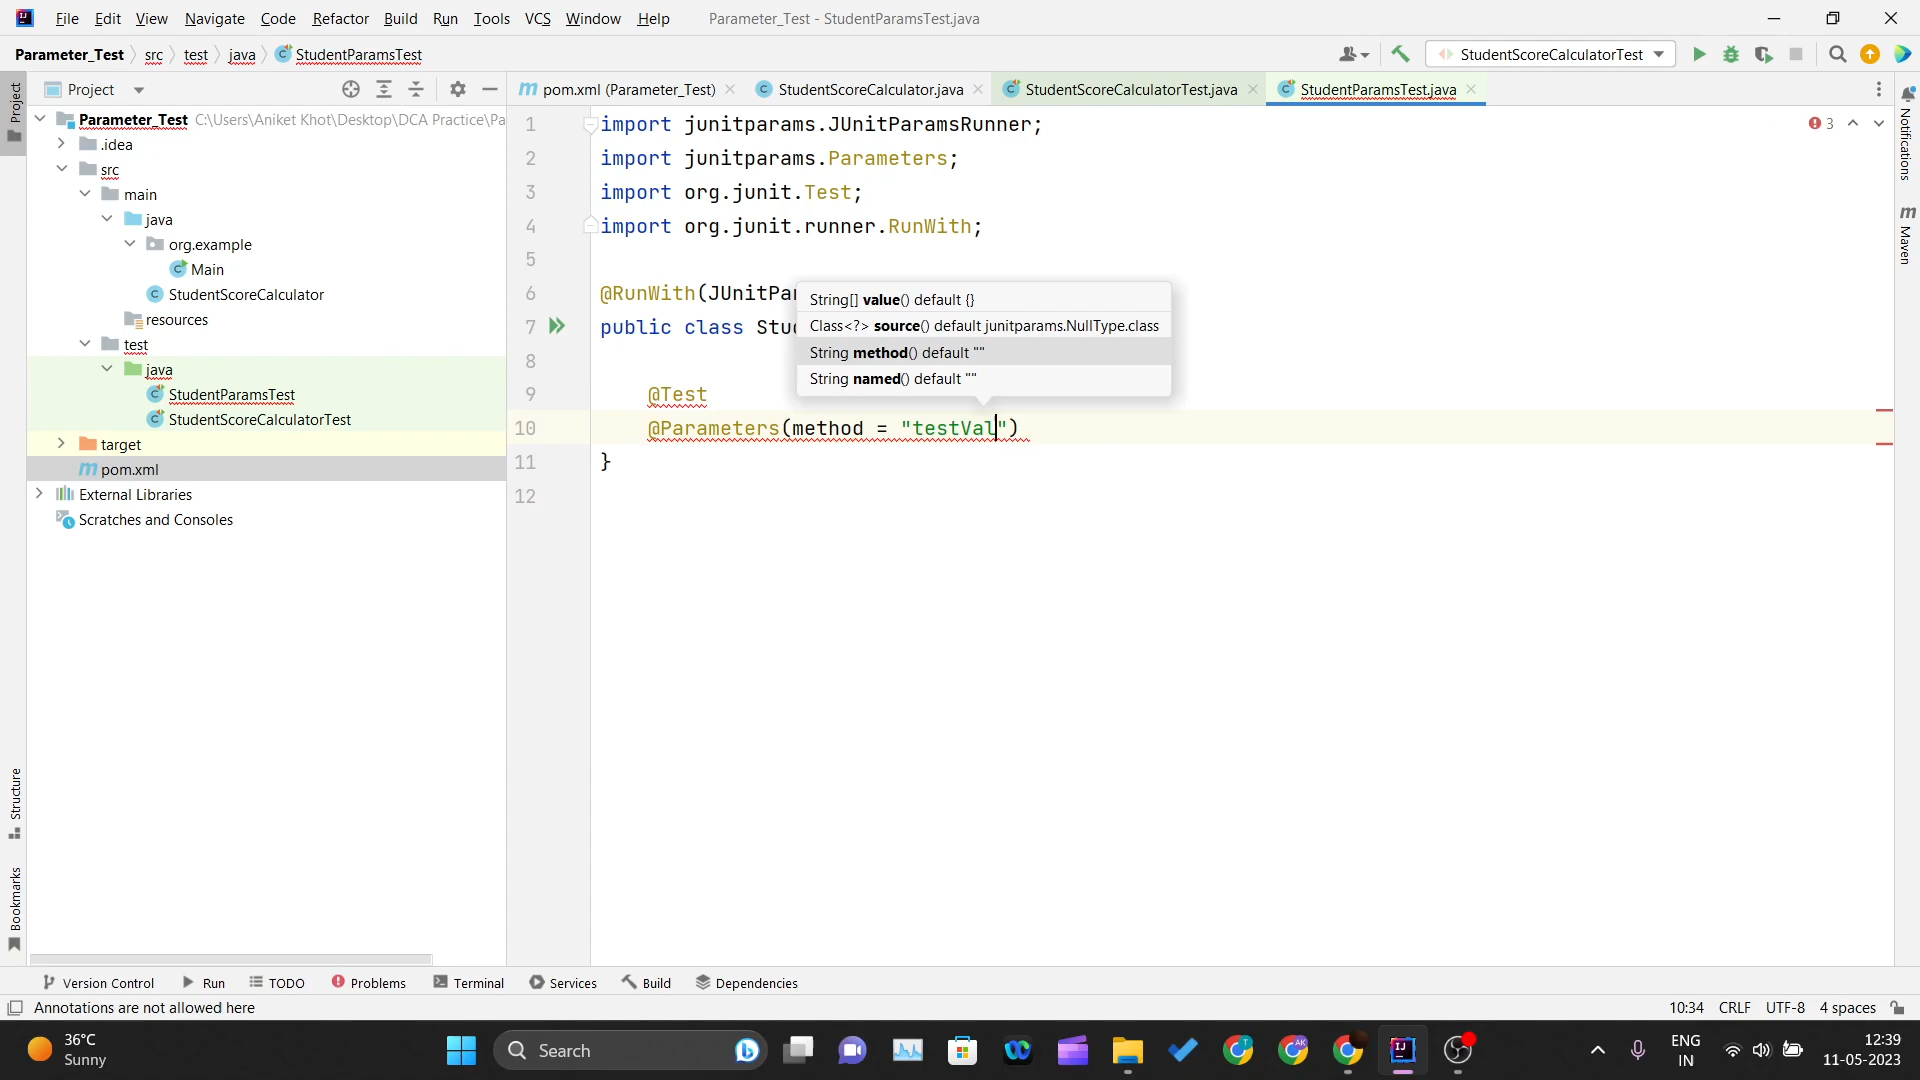 File Edit View Navigate Code Refactor Build Run Tools VCS Window Help Parameter_Test - StudentParamsTest.java
Parameter_Test src test java StudentParamsTest StudentScoreCalculatorTest
Project
pom.xml (Parameter_Test) StudentScoreCalculator.java StudentScoreCalculatorTest.java StudentParamsTest.java
Project
Parameter_Test C:\Users\Aniket Khot\Desktop\DCA Practice\Pa
.idea
src
main
java
org.example
Main
StudentScoreCalculator
resources
test
java
StudentParamsTest
StudentScoreCalculatorTest
target
pom.xml
External Libraries
Scratches and Consoles
1 import junitparams.JUnitParamsRunner;
2 import junitparams.Parameters;
3 import org.junit.Test;
4 import org.junit.runner.RunWith;
5
6 @RunWith(JUnitPa
7 public class Stu
8
9 @Test
10 @Parameters(method = "testVal")
11 }
12
String[] value() default {}
Class<?> source() default junitparams.NullType.class
String method() default ""
String named() default ""
3
Notifications
Maven
Structure
Bookmarks
Version Control Run TODO Problems Terminal Services Build Dependencies
Annotations are not allowed here 10:34 CRLF UTF-8 4 spaces
36°C
Sunny
Search
ENG
IN
12:39
11-05-2023